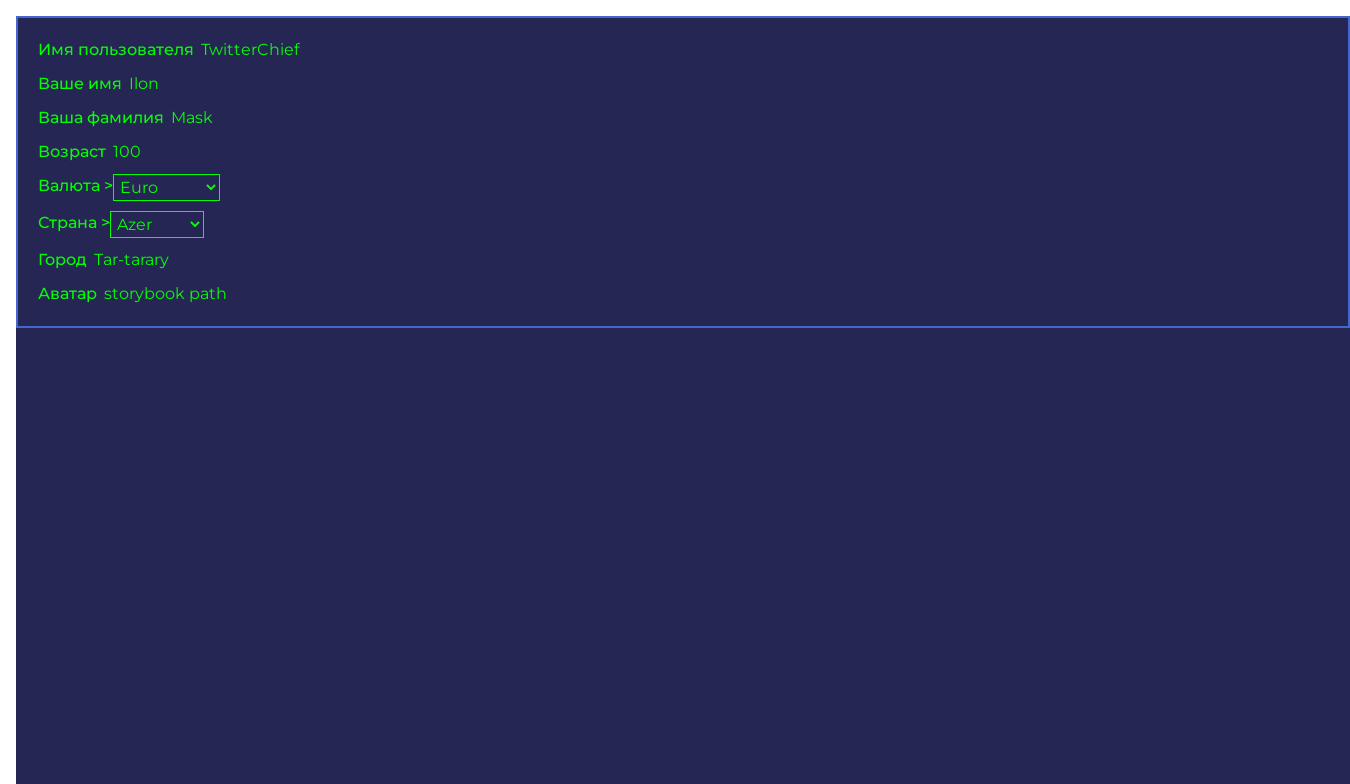 Имя пользователя TwitterChief
Ваше имя Ilon
Ваша фамилия Mask
Возраст 100
Валюта >Euro
Страна >Azer
Город Tar-tarary
Аватар storybook path